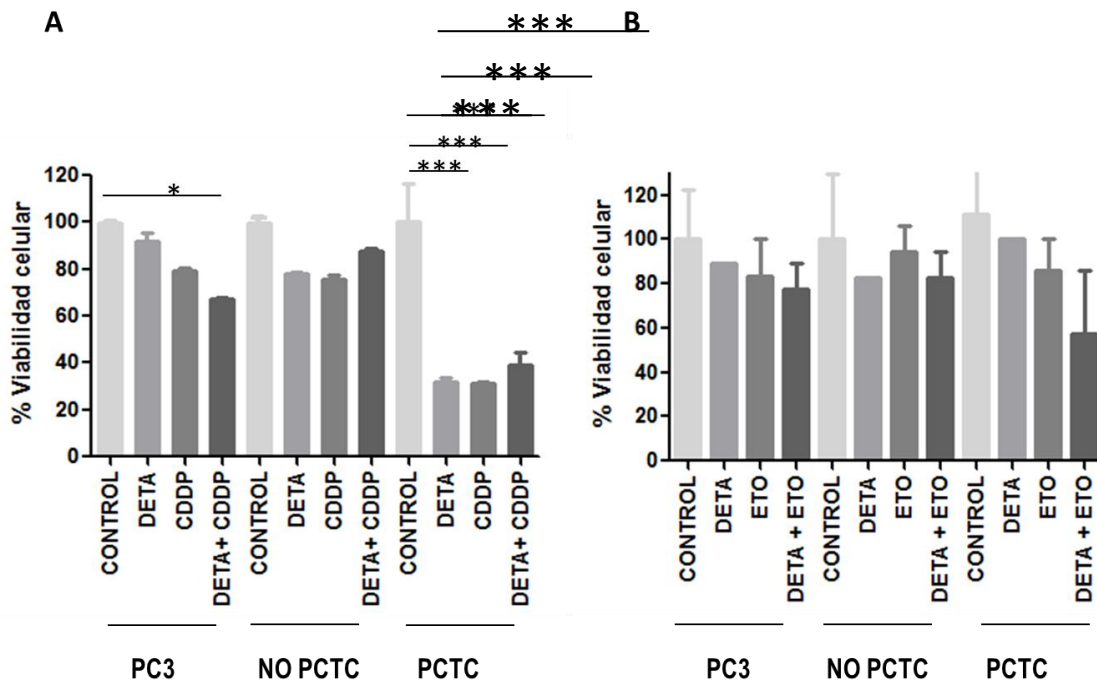 A
B
***
***
***
***
***
***
*
% Viabilidad celular
120
100
80
60
40
20
0
CONTROL
DETA
CDDP
DETA+ CDDP
CONTROL
DETA
CDDP
DETA+ CDDP
CONTROL
DETA
CDDP
DETA+ CDDP
PC3
NO PCTC
PCTC
% Viabilidad celular
120
100
80
60
40
20
0
CONTROL
DETA
ETO
DETA + ETO
CONTROL
DETA
ETO
DETA + ETO
CONTROL
DETA
ETO
DETA + ETO
PC3
NO PCTC
PCTC